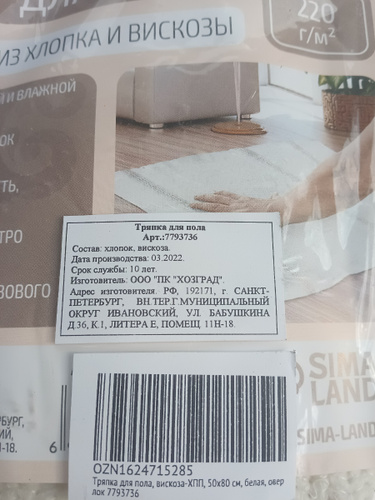 220
г/м²
ИЗ ХЛОПКА И ВИСКОЗЫ
И ВЛАЖНОЙ
Тряпка для пола
Арт.:7793736
Состав: хлопок, вискоза.
Дата производства: 03.2022.
Срок службы: 10 лет.
Изготовитель: ООО "ПК "ХОЗГРАД".
Адрес изготовителя. РФ, 192171, г. САНКТ-
ПЕТЕРБУРГ, ВН.ТЕР.Г.МУНИЦИПАЛЬНЫЙ
ОКРУГ ИВАНОВСКИЙ, УЛ. БАБУШКИНА
Д.36, К.1, ЛИТЕРА Е, ПОМЕЩ. 11Н-18.
SIMA
LAND
SIMA-LAND
OZN1624715285
Тряпка для пола, вискоза-ХПП, 50х80 см, белая, овер
лок 7793736